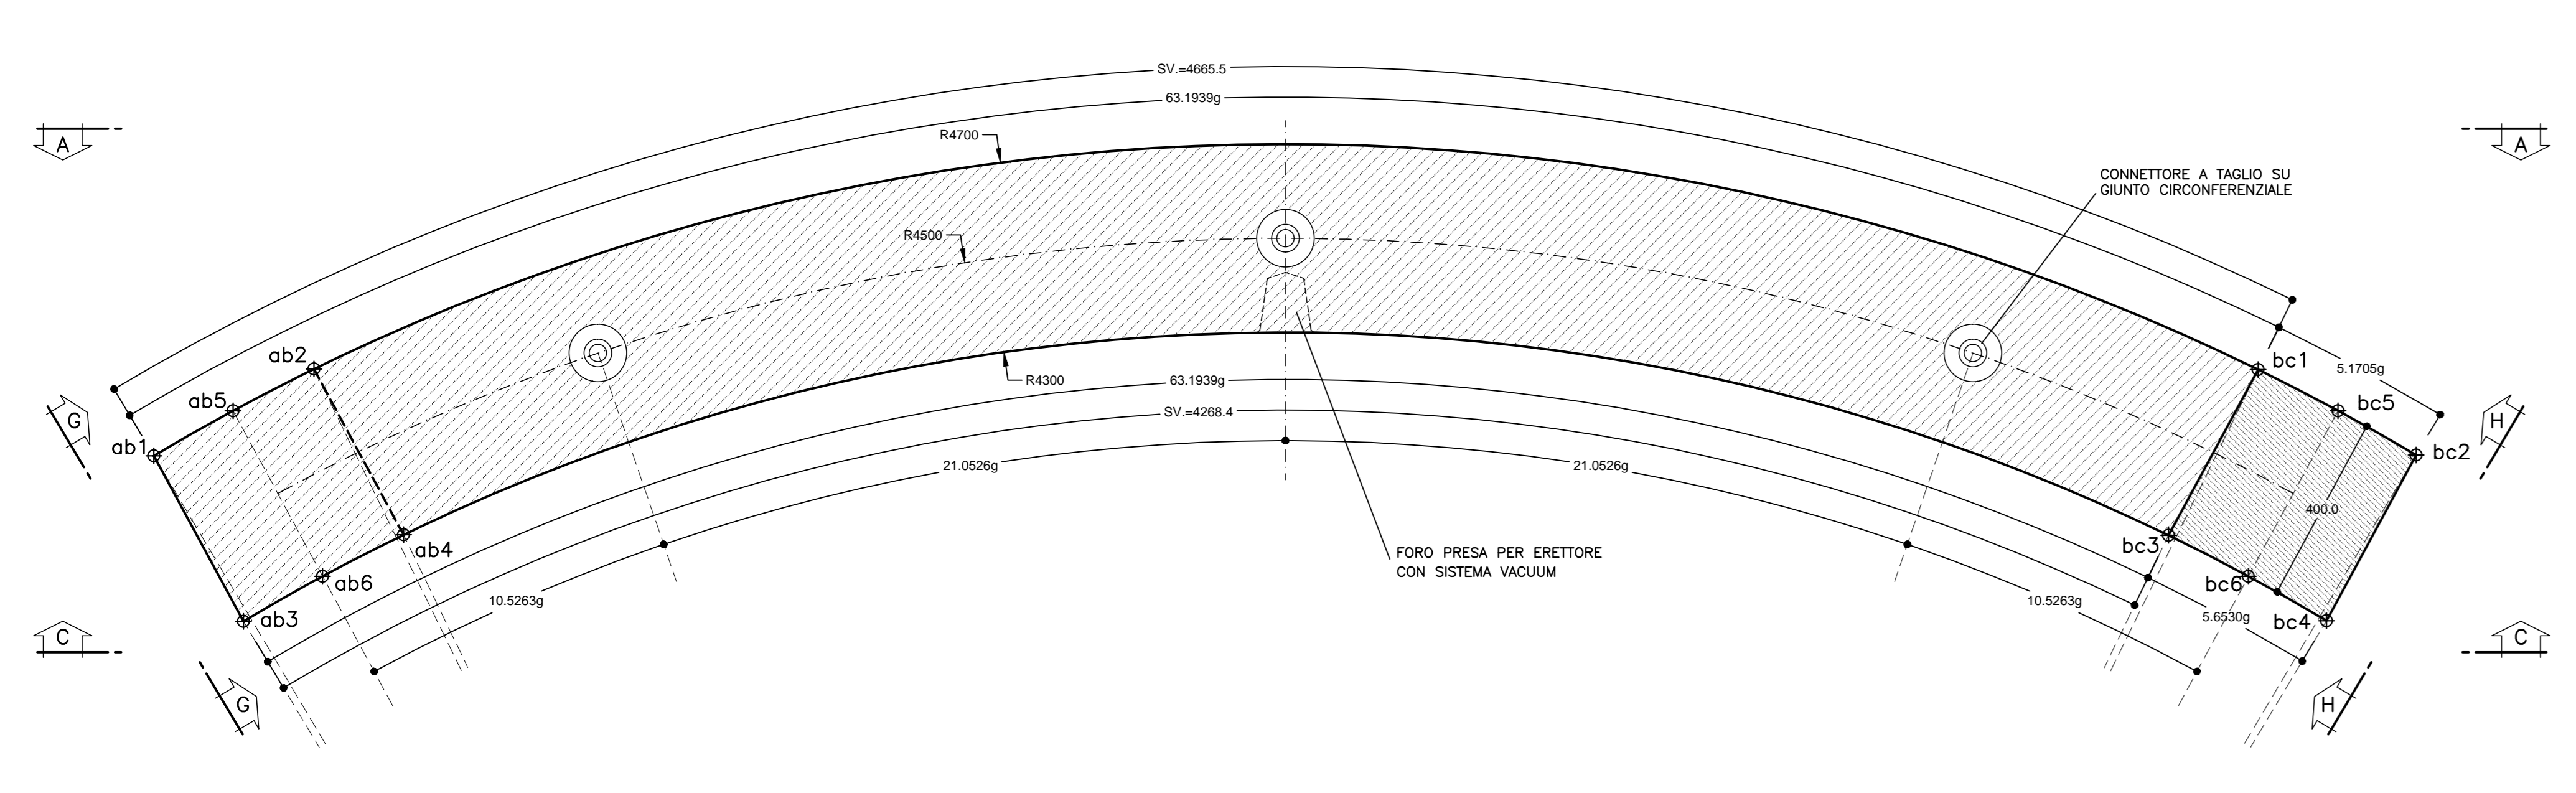 SV.=4665.5
63.1939g
R4700
A
A
CONNETTORE A TAGLIO SU
GIUNTO CIRCONFERENZIALE
R4500
ab2
bc1
5.1705g
R4300
63.1939g
ab5
bc5
SV.=4268.4
G
H
ab1
bc2
21.0526g
21.0526g
400.0
ab4
bc3
FORO PRESA PER ERETTORE
CON SISTEMA VACUUM
ab6
bc6
10.5263g
10.5263g
ab3
5.6530g
bc4
C
C
G
H